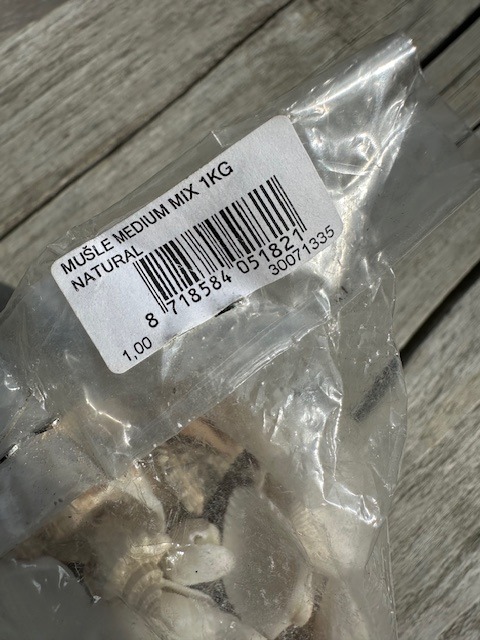 MUŠLE MEDIUM MIX 1KG
NATURAL
8 718584 051821
1,00 30071335